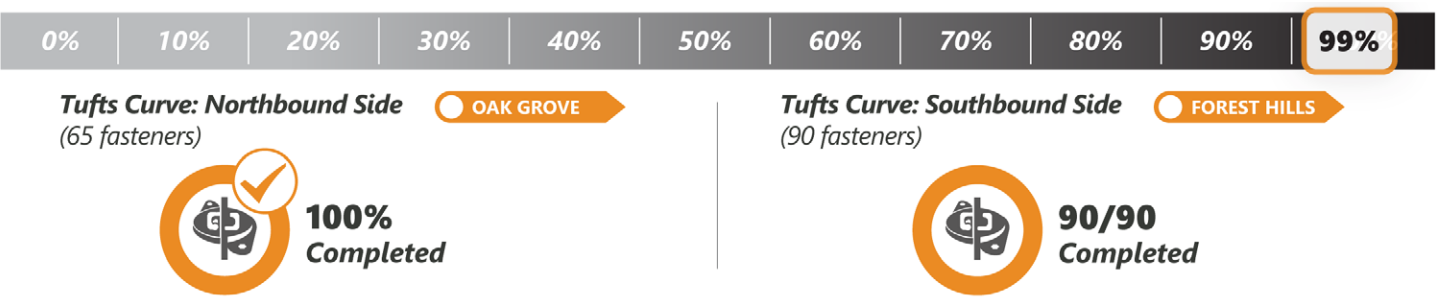 0% 10% 20% 30% 40% 50% 60% 70% 80% 90% 99%
Tufts Curve: Northbound Side OAK GROVE
(65 fasteners)
100%
Completed
Tufts Curve: Southbound Side FOREST HILLS
(90 fasteners)
90/90
Completed